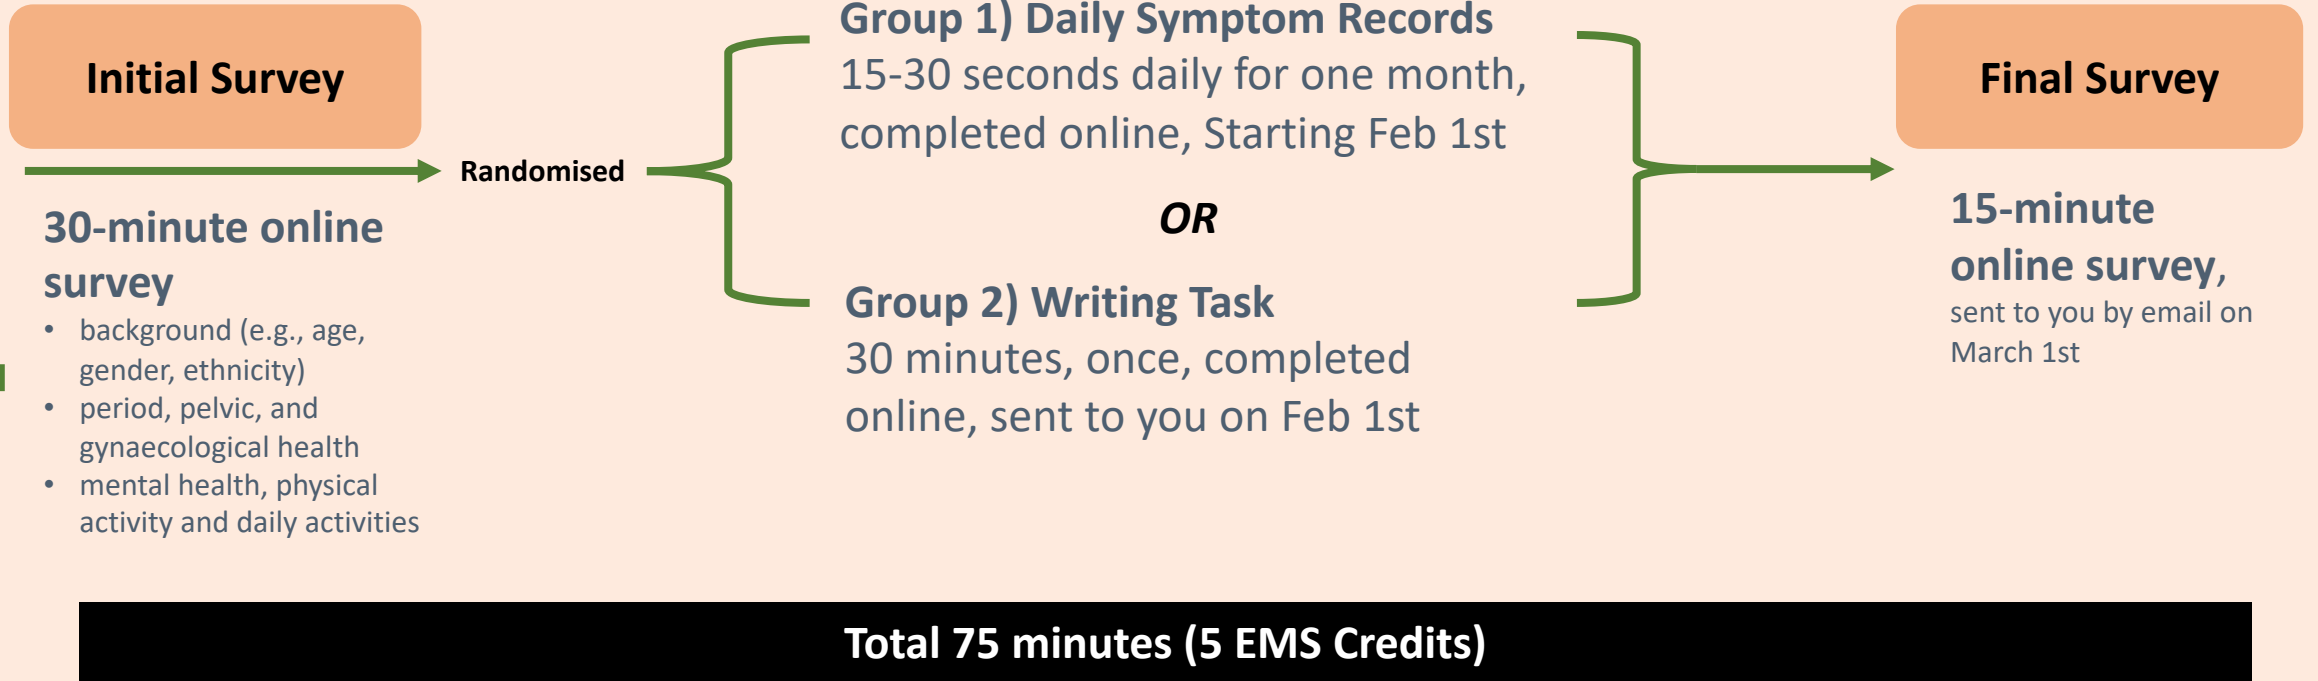 Initial Survey
30-minute online
survey
• background (e.g., age,
gender, ethnicity)
• period, pelvic, and
gynaecological health
• mental health, physical
activity and daily activities
Randomised
Group 1) Daily Symptom Records
15-30 seconds daily for one month,
completed online, Starting Feb 1st
OR
Group 2) Writing Task
30 minutes, once, completed
online, sent to you on Feb 1st
Final Survey
15-minute
online survey,
sent to you by email on
March 1st
Total 75 minutes (5 EMS Credits)